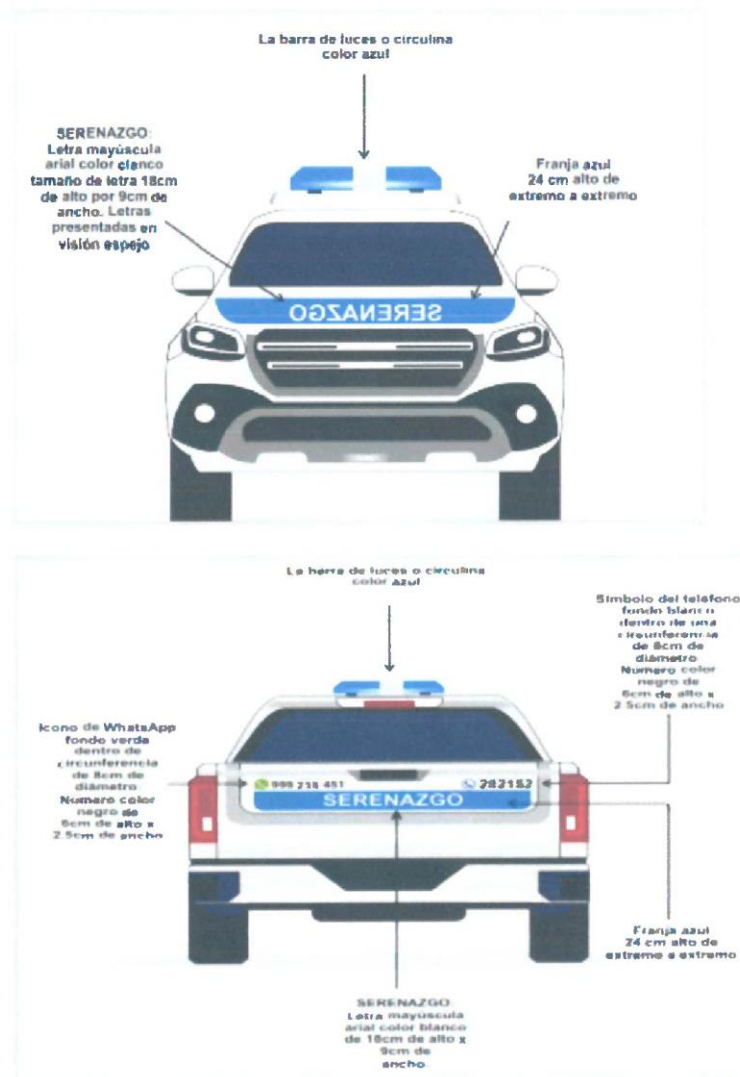 La barra de luces o circulina
color azul
SERENAZGO:
Letra mayúscula
arial color clanco
tamaño de letra 18cm
de alto por 9cm de
ancho. Letras
presentadas en
visión espejo
Franja azul
24 cm alto de
extremo a extremo
SERENAZGO
La barra de luces o circulina
color azul
Símbolo del teléfono
fondo blanco
dentro de una
circunferencia
de 8cm de
diámetro
Numero color
negro de
6cm de alto x
2.5cm de ancho
Icono de WhatsApp
fondo verde
dentro de
circunferencia
de 8cm de
diámetro
Numero color
negro de
6cm de alto x
2.5cm de ancho
282152
SERENAZGO
Franja azul
24 cm alto de
extremo a extremo
SERENAZGO:
Letra mayúscula
arial color blanco
de 18cm de alto x
9cm de
ancho.